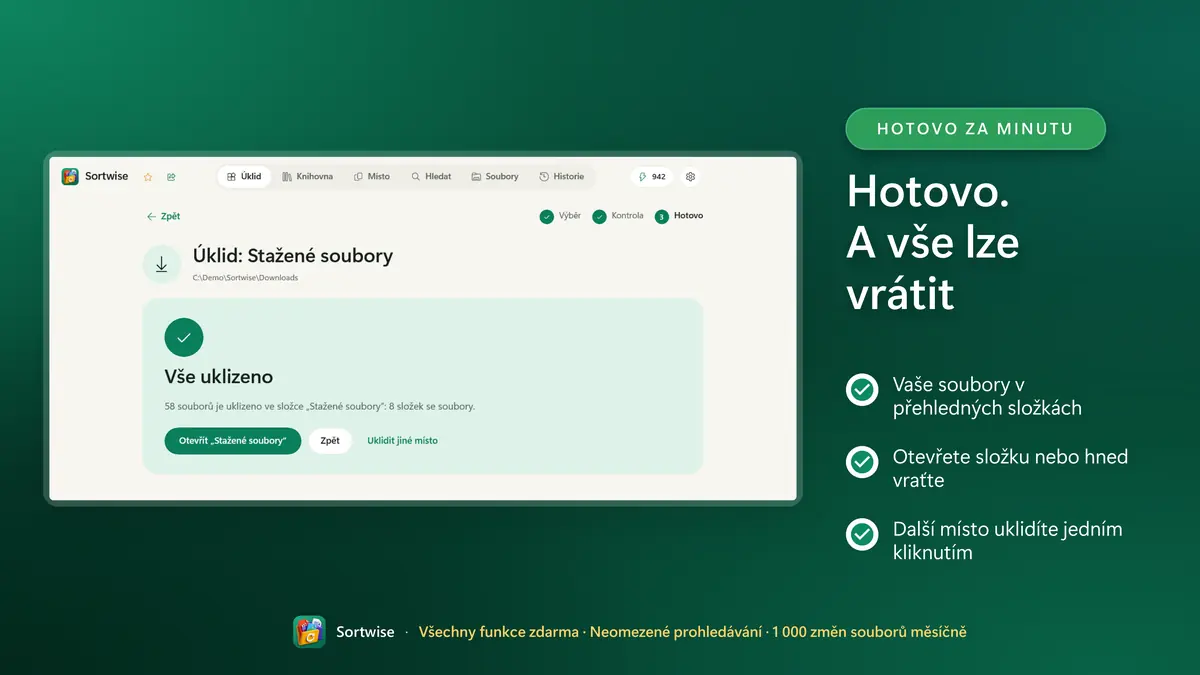 Sortwise
Úklid
Knihovna
Místo
Hledat
Soubory
Historie
942
Zpět
Výběr
Kontrola
3 Hotovo
Úklid: Stažené soubory
C:\Demo\Sortwise\Downloads
Vše uklizeno
58 souborů je uklizeno ve složce „Stažené soubory“: 8 složek se soubory.
Otevřít „Stažené soubory“
Zpět
Uklidit jiné místo
HOTOVO ZA MINUTU
Hotovo.
A vše lze
vrátit
Vaše soubory v
přehledných složkách
Otevřete složku nebo hned
vraťte
Další místo uklidíte jedním
kliknutím
Sortwise · Všechny funkce zdarma · Neomezené prohledávání · 1 000 změn souborů měsíčně